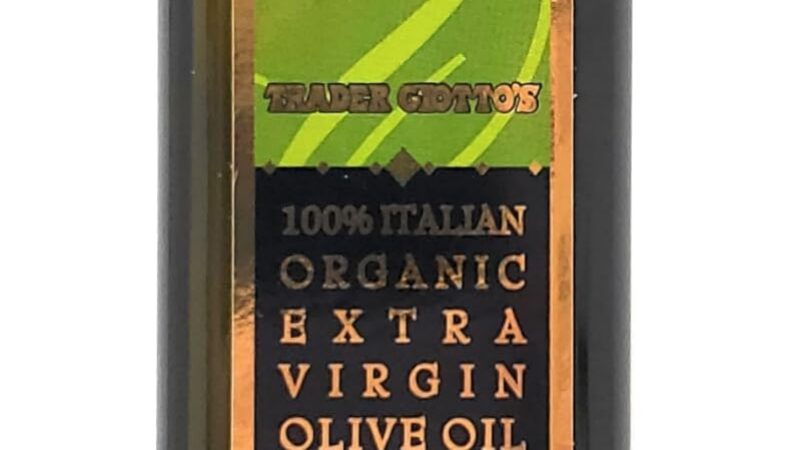 TRADER GIOTTO'S
100% ITALIAN
ORGANIC
EXTRA
VIRGIN
OLIVE OIL